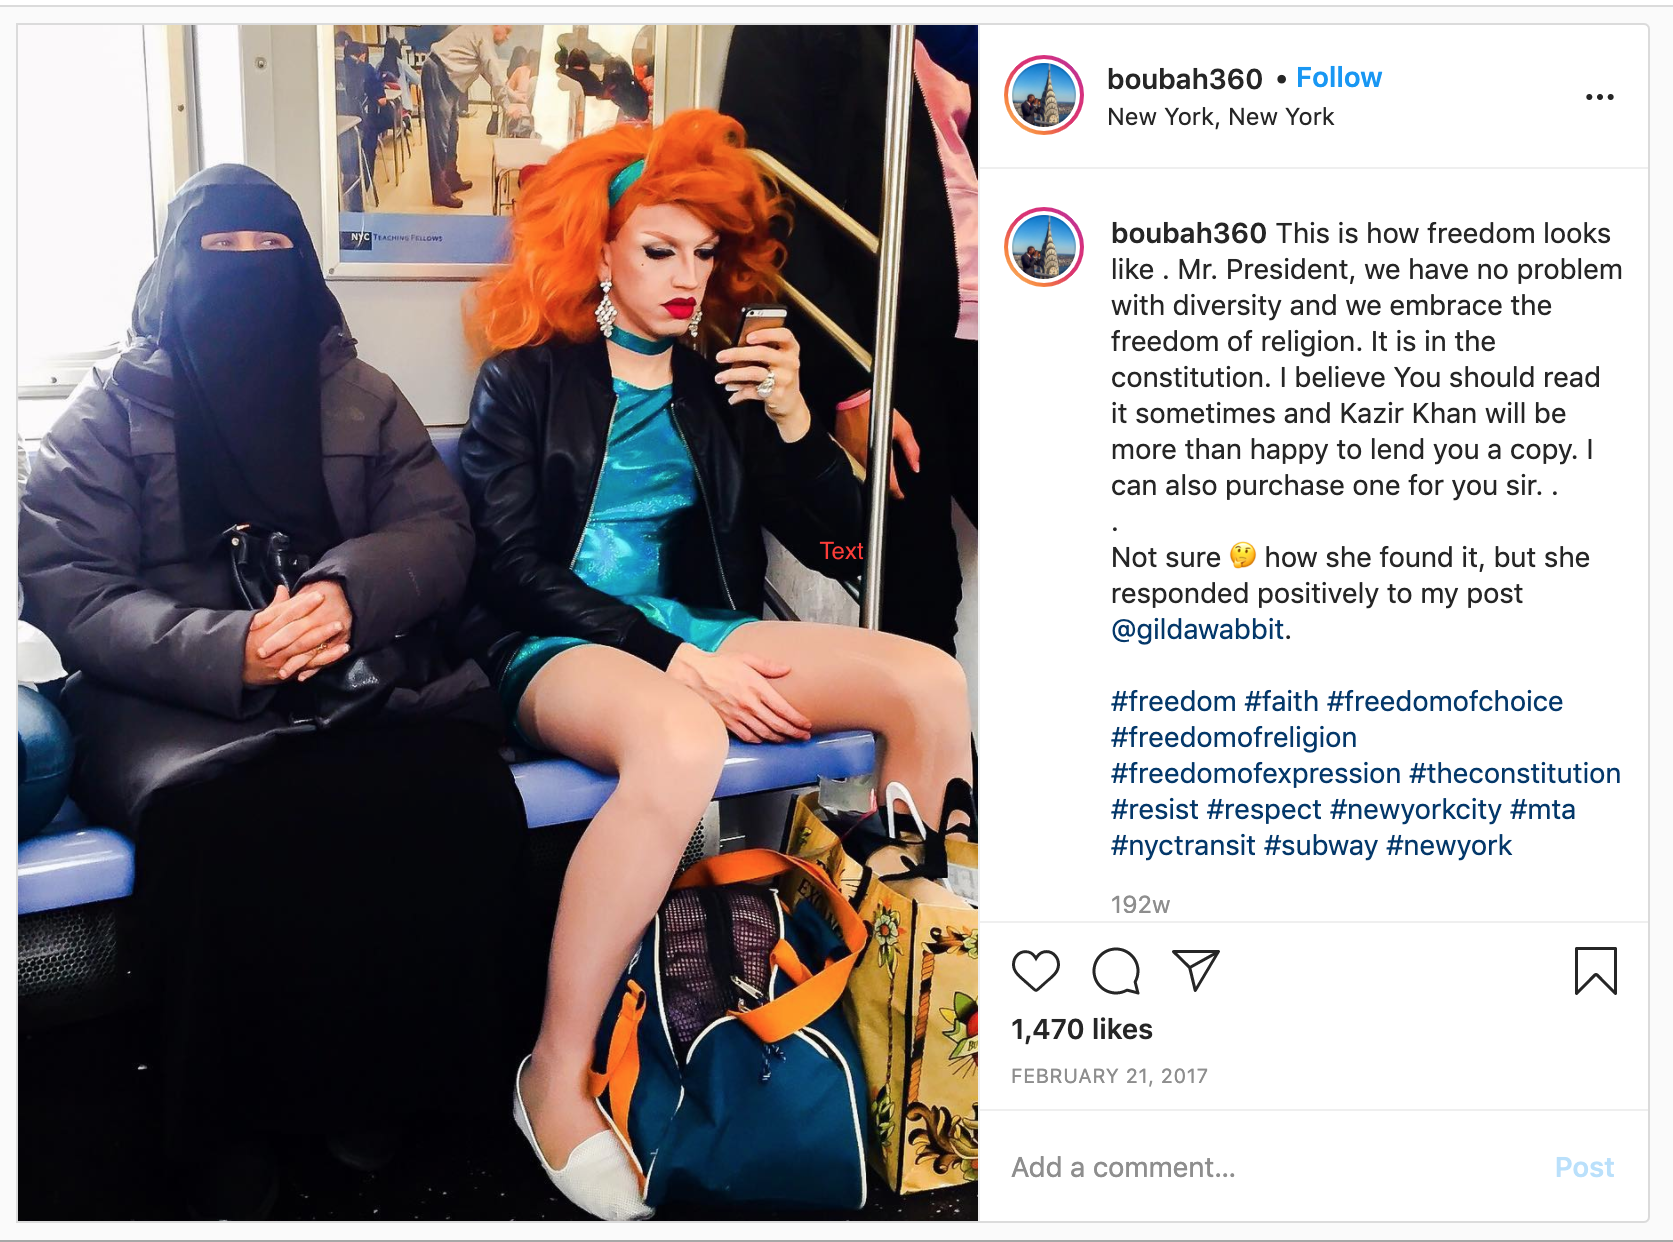 NYC TEACHING FELLOWS
Text
boubah360 • Follow
New York, New York
boubah360 This is how freedom looks
like . Mr. President, we have no problem
with diversity and we embrace the
freedom of religion. It is in the
constitution. I believe You should read
it sometimes and Kazir Khan will be
more than happy to lend you a copy. I
can also purchase one for you sir. .
.
Not sure 🤔 how she found it, but she
responded positively to my post
@gildawabbit.
#freedom #faith #freedomofchoice
#freedomofreligion
#freedomofexpression #theconstitution
#resist #respect #newyorkcity #mta
#nyctransit #subway #newyork
192w
1,470 likes
FEBRUARY 21, 2017
Add a comment...
Post